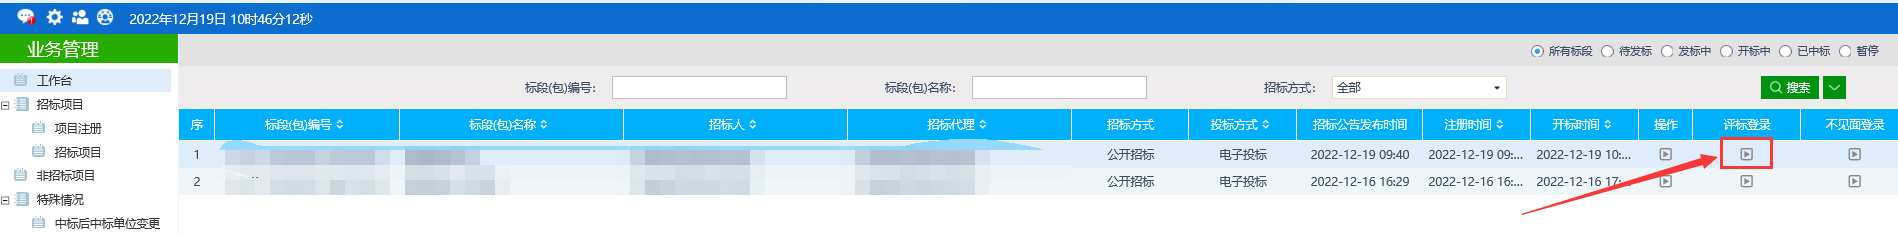 2022年12月19日 10时46分12秒
业务管理
工作台
招标项目
项目注册
招标项目
非招标项目
特殊情况
中标后中标单位变更
所有标段 待发标 发标中 开标中 已中标 暂停
标段(包)编号： 标段(包)名称： 招标方式： 全部 搜索
序 标段(包)编号 标段(包)名称 招标人 招标代理 招标方式 投标方式 招标公告发布时间 注册时间 开标时间 操作 评标登录 不见面登录
1 公开招标 电子投标 2022-12-19 09:40 2022-12-19 09:... 2022-12-19 10:...
2 公开招标 电子投标 2022-12-16 16:29 2022-12-16 16:... 2022-12-16 17:...